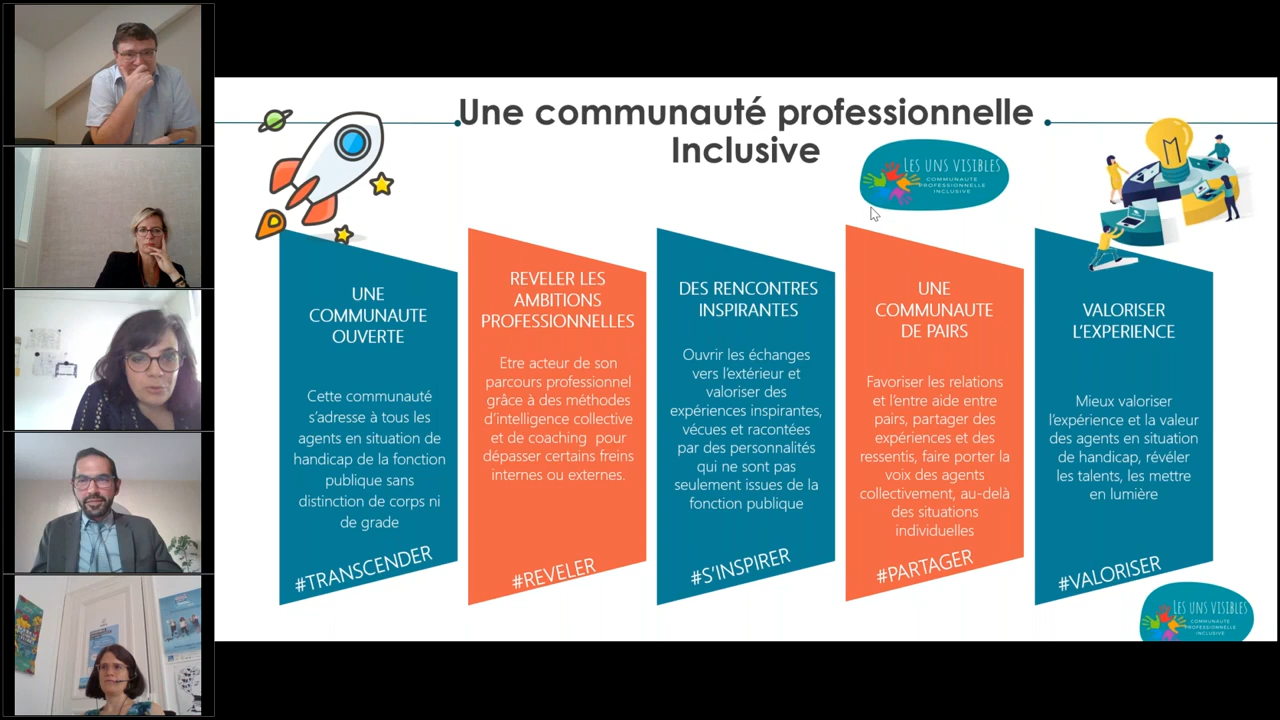 Une communauté professionnelle
Inclusive
LES UNS VISIBLES
COMMUNAUTE
PROFESSIONNELLE
INCLUSIVE
UNE
COMMUNAUTE
OUVERTE
Cette communauté
s’adresse à tous les
agents en situation de
handicap de la fonction
publique sans
distinction de corps ni
de grade
#TRANSCENDER
REVELER LES
AMBITIONS
PROFESSIONNELLES
Etre acteur de son
parcours professionnel
grâce à des méthodes
d’intelligence collective
et de coaching pour
dépasser certains freins
internes ou externes.
#REVELER
DES RENCONTRES
INSPIRANTES
Ouvrir les échanges
vers l’extérieur et
valoriser des
expériences inspirantes,
vécues et racontées
par des personnalités
qui ne sont pas
seulement issues de la
fonction publique
#S’INSPIRER
UNE
COMMUNAUTE
DE PAIRS
Favoriser les relations
et l’entre aide entre
pairs, partager des
expériences et des
ressentis, faire porter la
voix des agents
collectivement, au-delà
des situations
individuelles
#PARTAGER
VALORISER
L’EXPERIENCE
Mieux valoriser
l’expérience et la valeur
des agents en situation
de handicap, révéler
les talents, les mettre
en lumière
#VALORISER
LES UNS VISIBLES
COMMUNAUTE
PROFESSIONNELLE
INCLUSIVE